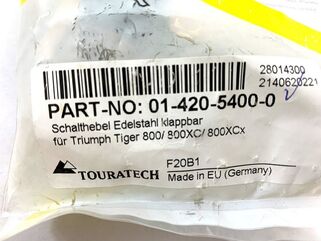 28014300
2140620221
PART-NO: 01-420-5400-0
2
Schalthebel Edelstahl klappbar
für Triumph Tiger 800/ 800XC/ 800XCx
F20B1
TOURATECH
Made in EU (Germany)